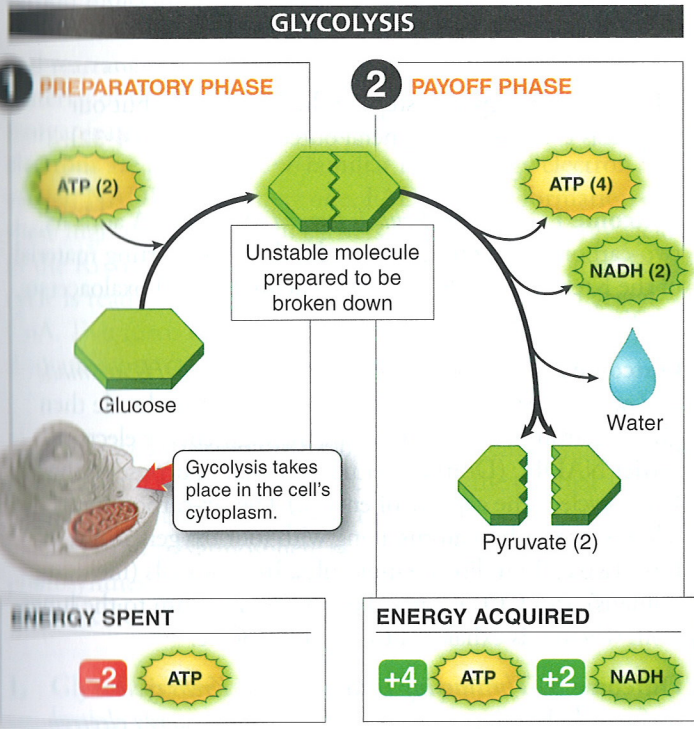 GLYCOLYSIS
1 PREPARATORY PHASE
2 PAYOFF PHASE
ATP (2)
Glucose
Unstable molecule
prepared to be
broken down
ATP (4)
NADH (2)
Water
Pyruvate (2)
Gycolysis takes
place in the cell's
cytoplasm.
ENERGY SPENT
−2 ATP
ENERGY ACQUIRED
+4 ATP +2 NADH